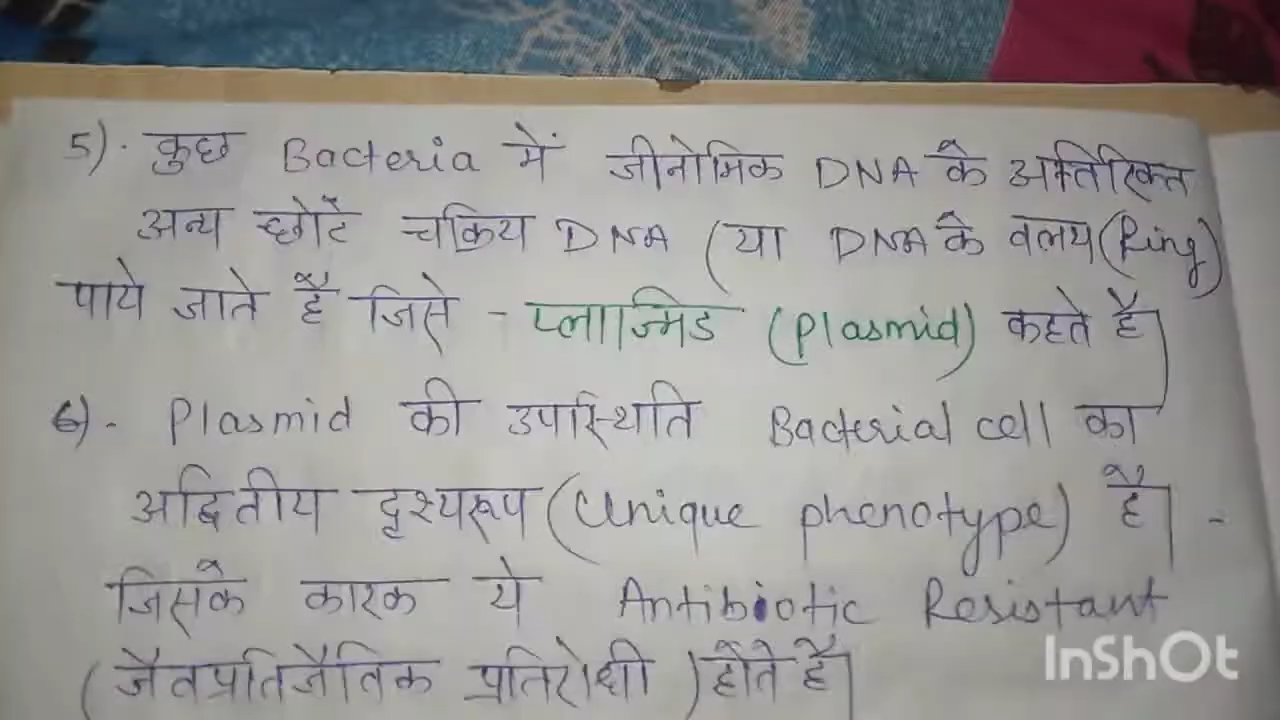 5). कुछ Bacteria में जीनोमिक DNA के अतिरिक्त
अन्य छोटे चक्रिय DNA (या DNA के वलय (Ring)
पाये जाते है जिसे - प्लाज्मिड (Plasmid) कहते है।
6). Plasmid की उपस्थिति Bacterial cell का
अद्वितीय दृश्यरूप (Unique phenotype) है। -
जिसके कारक ये Antibiotic Resistant
(जैवप्रतिजैविक प्रतिरोधी) होते है।
InShOt